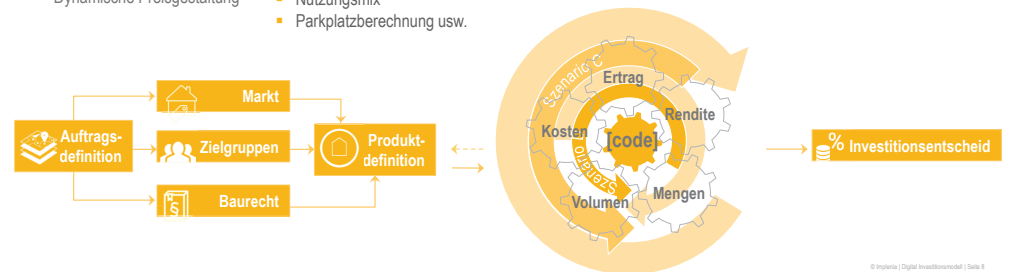 Dynamische Preisgestaltung
▪ Nutzungsmix
▪ Parkplatzberechnung usw.
Auftrags-
definition
Markt
Zielgruppen
§
Baurecht
Produkt-
definition
Szenario C
Szenario
Ertrag
Rendite
Kosten
[code]
Volumen
Mengen
% Investitionsentscheid
© Implenia | Digital Investitionsmodell | Seite 8